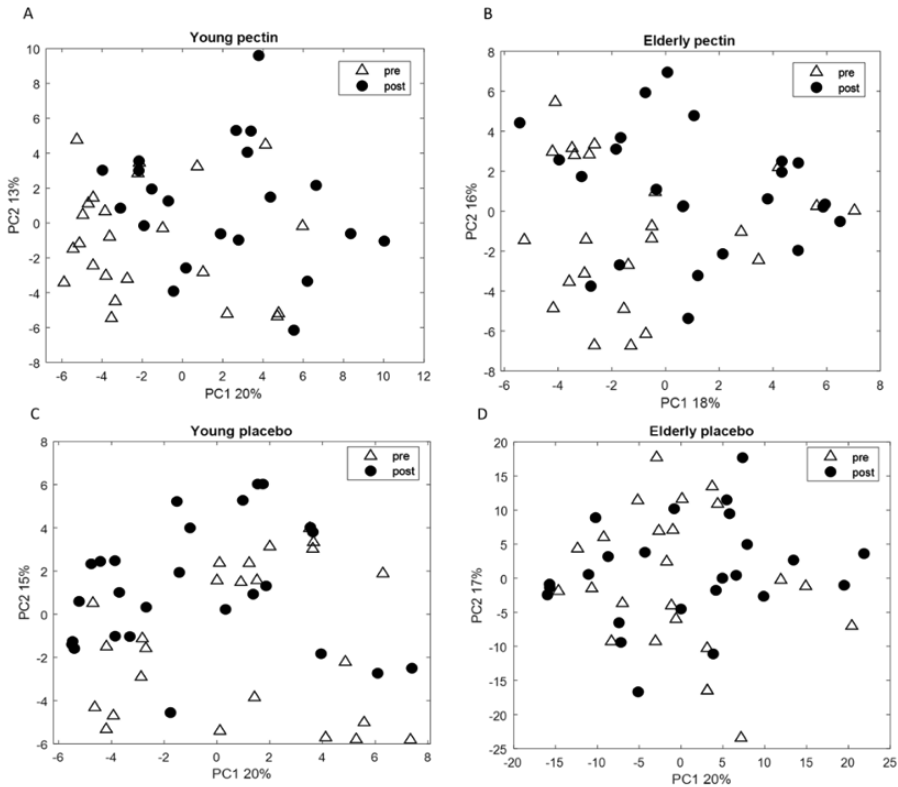 A
Young pectin
10
8
6
4
2
0
-2
-4
-6
-8
PC2 13%
pre
post
-6 -4 -2 0 2 4 6 8 10 12
PC1 20%
B
Elderly pectin
8
6
4
2
0
-2
-4
-6
-8
PC2 16%
pre
post
-6 -4 -2 0 2 4 6 8
PC1 18%
C
Young placebo
8
6
4
2
0
-2
-4
-6
PC2 15%
pre
post
-6 -4 -2 0 2 4 6 8
PC1 20%
D
Elderly placebo
20
15
10
5
0
-5
-10
-15
-20
-25
PC2 17%
pre
post
-20 -15 -10 -5 0 5 10 15 20 25
PC1 20%